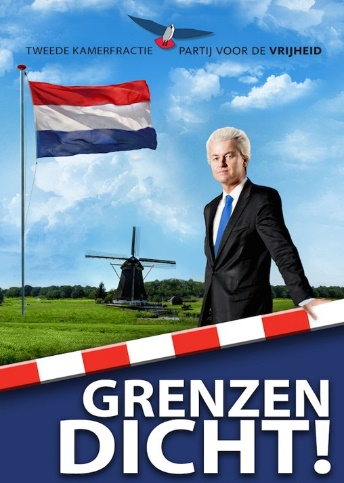 TWEEDE KAMERFRACTIE PARTIJ VOOR DE VRIJHEID
GRENZEN
DICHT!